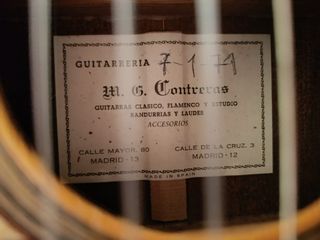 GUITARRERIA 7-1-74
M. G. Contreras
GUITARRAS CLASICO, FLAMENCO Y ESTUDIO
BANDURRIAS Y LAUDES
ACCESORIOS
CALLE MAYOR, 80 CALLE DE LA CRUZ, 3
MADRID-13 MADRID-12
MADE IN SPAIN